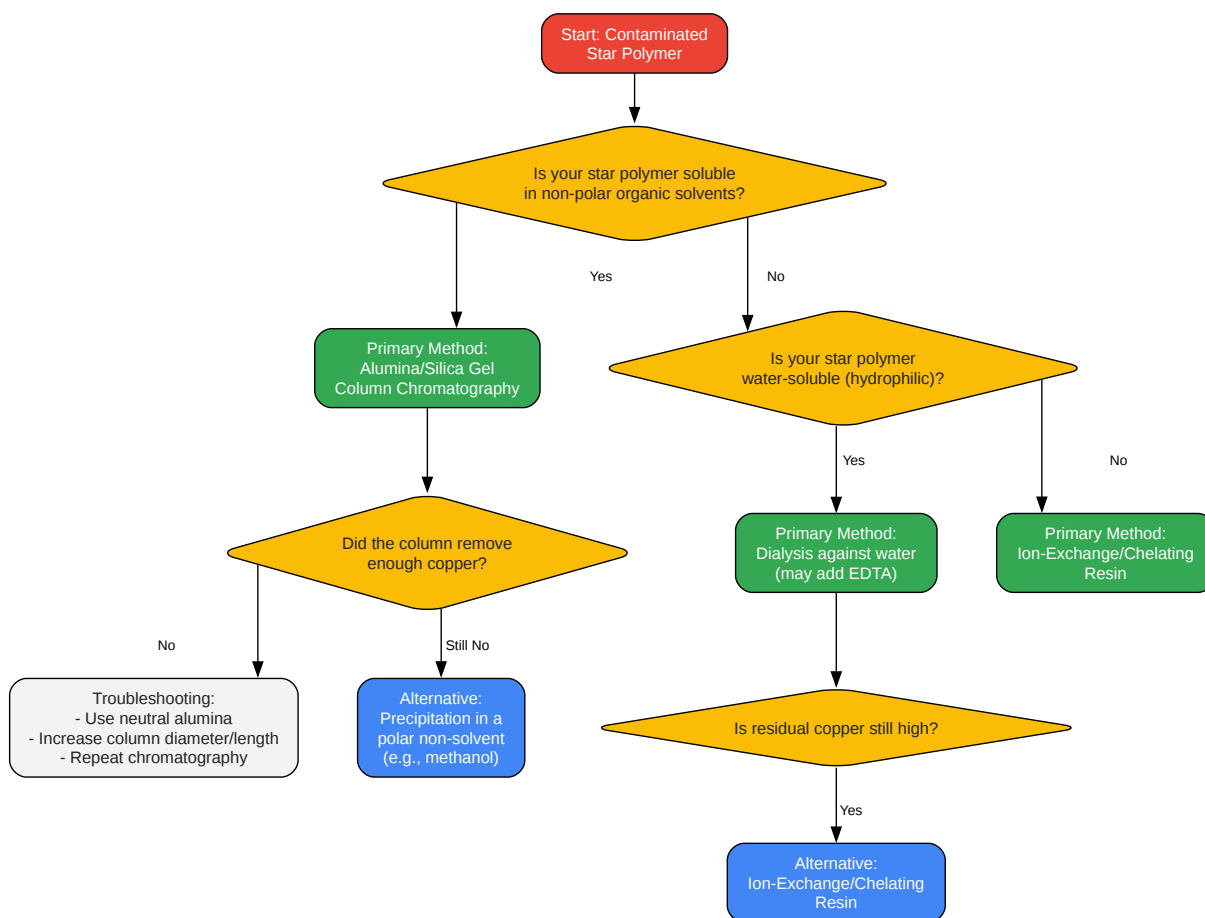 Start: Contaminated
Star Polymer
Is your star polymer soluble
in non-polar organic solvents?
Yes
No
Primary Method:
Alumina/Silica Gel
Column Chromatography
Is your star polymer
water-soluble (hydrophilic)?
Yes
No
Did the column remove
enough copper?
Primary Method:
Dialysis against water
(may add EDTA)
Primary Method:
Ion-Exchange/Chelating
Resin
No
Still No
Troubleshooting:
- Use neutral alumina
- Increase column diameter/length
- Repeat chromatography
Alternative:
Precipitation in a
polar non-solvent
(e.g., methanol)
Is residual copper still high?
Yes
Alternative:
Ion-Exchange/Chelating
Resin